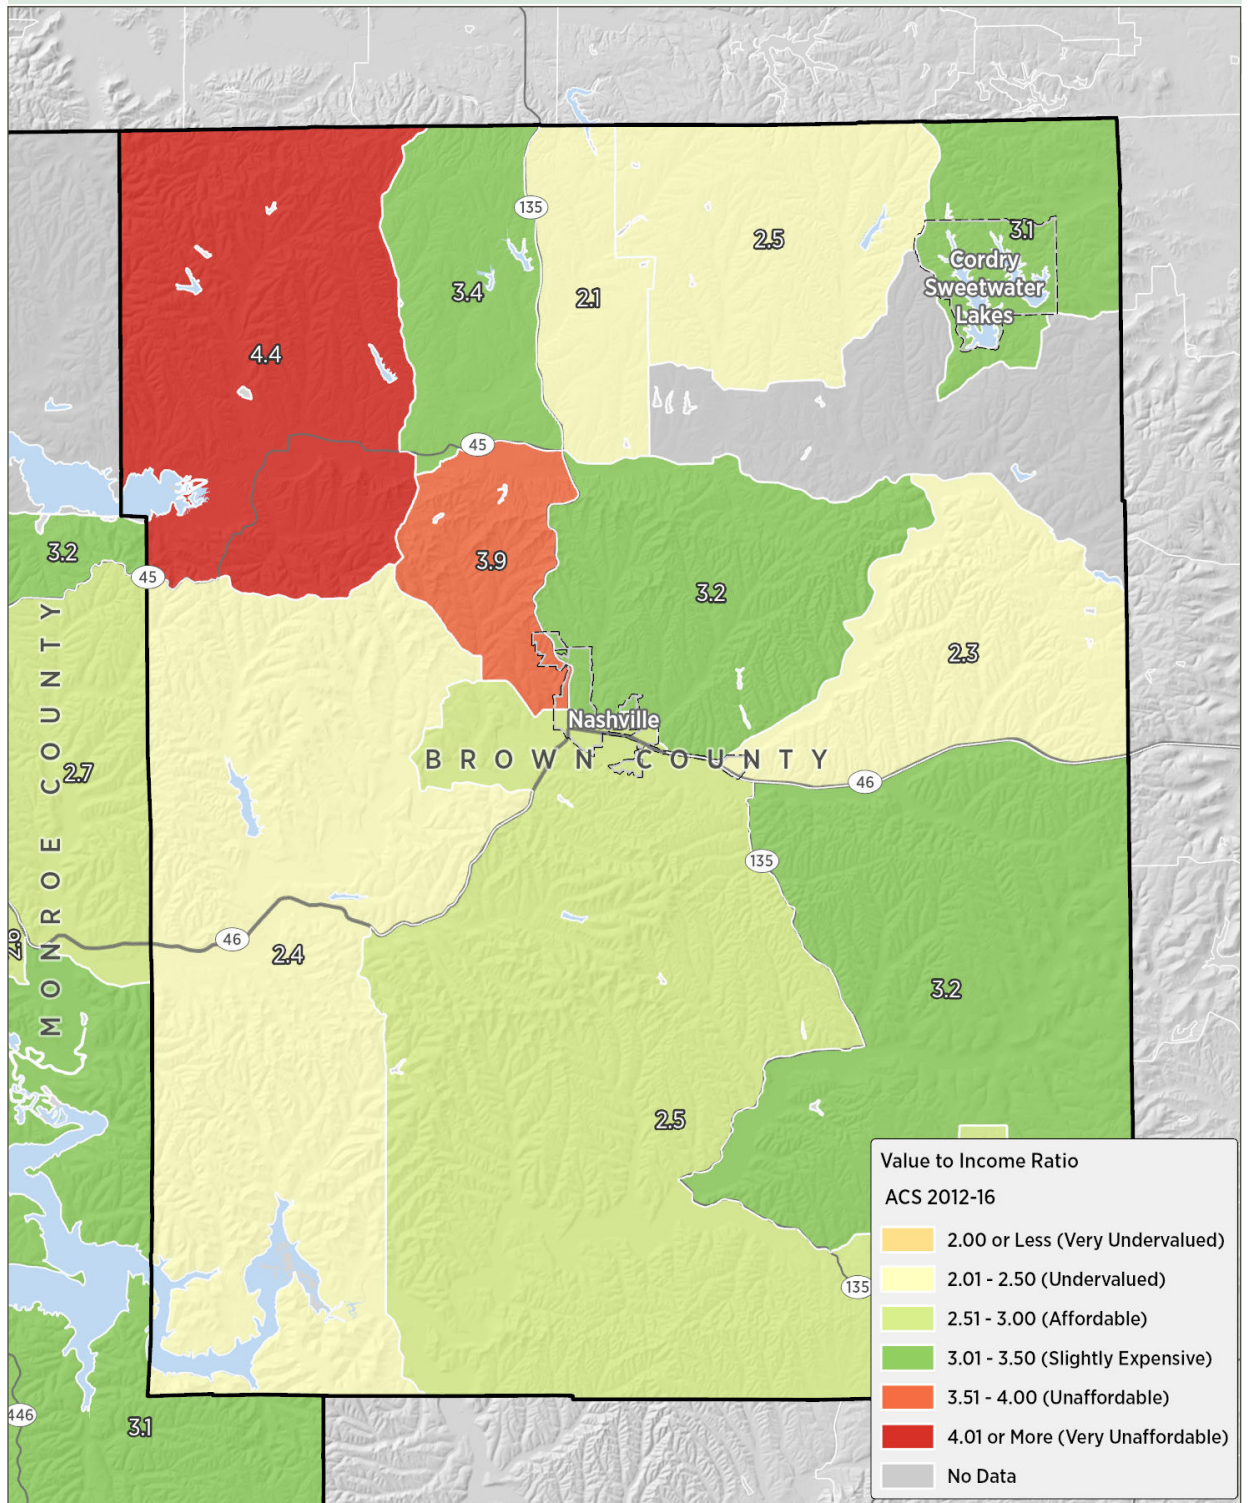 135
2.5
3.1
Cordry
Sweetwater
Lakes
3.4
2.1
4.4
45
3.2
3.9
45
3.2
2.3
Nashville
BROWN COUNTY
MONROE COUNTY
2.7
46
135
46
2.4
3.2
2.5
135
3.1
446
Value to Income Ratio
ACS 2012-16
2.00 or Less (Very Undervalued)
2.01 - 2.50 (Undervalued)
2.51 - 3.00 (Affordable)
3.01 - 3.50 (Slightly Expensive)
3.51 - 4.00 (Unaffordable)
4.01 or More (Very Unaffordable)
No Data